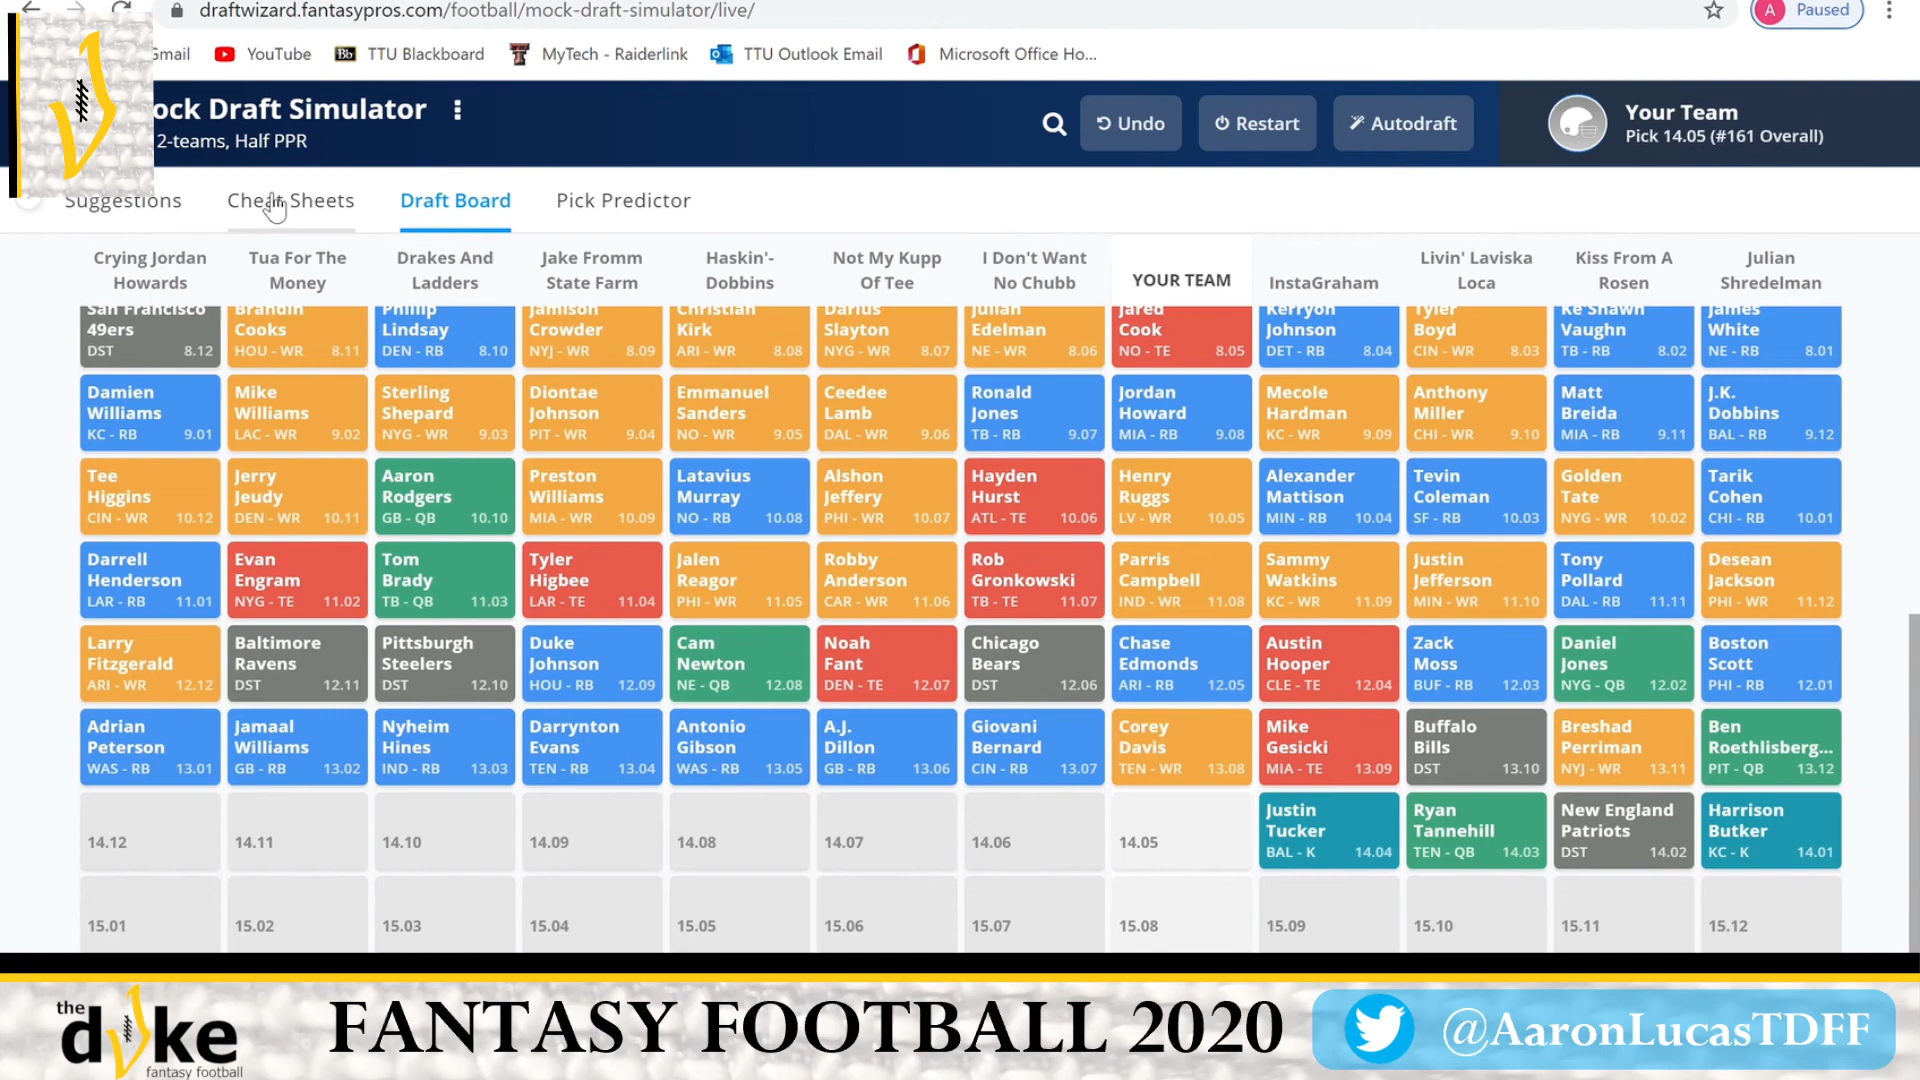 draftwizard.fantasypros.com/football/mock-draft-simulator/live/
A Paused
Gmail YouTube Bb TTU Blackboard MyTech - Raiderlink TTU Outlook Email Microsoft Office Ho...
ock Draft Simulator
2-teams, Half PPR
Undo Restart Autodraft
Your Team
Pick 14.05 (#161 Overall)
Suggestions Cheat Sheets Draft Board Pick Predictor
Crying Jordan Howards
Tua For The Money
Drakes And Ladders
Jake Fromm State Farm
Haskin'- Dobbins
Not My Kupp Of Tee
I Don't Want No Chubb
YOUR TEAM
InstaGraham
Livin' Laviska Loca
Kiss From A Rosen
Julian Shredelman
San Francisco 49ers DST 8.12
Brandin Cooks HOU - WR 8.11
Phillip Lindsay DEN - RB 8.10
Jamison Crowder NYJ - WR 8.09
Christian Kirk ARI - WR 8.08
Darius Slayton NYG - WR 8.07
Julian Edelman NE - WR 8.06
Jared Cook NO - TE 8.05
Kerryon Johnson DET - RB 8.04
Tyler Boyd CIN - WR 8.03
Ke'Shawn Vaughn TB - RB 8.02
James White NE - RB 8.01
Damien Williams KC - RB 9.01
Mike Williams LAC - WR 9.02
Sterling Shepard NYG - WR 9.03
Diontae Johnson PIT - WR 9.04
Emmanuel Sanders NO - WR 9.05
Ceedee Lamb DAL - WR 9.06
Ronald Jones TB - RB 9.07
Jordan Howard MIA - RB 9.08
Mecole Hardman KC - WR 9.09
Anthony Miller CHI - WR 9.10
Matt Breida MIA - RB 9.11
J.K. Dobbins BAL - RB 9.12
Tee Higgins CIN - WR 10.12
Jerry Jeudy DEN - WR 10.11
Aaron Rodgers GB - QB 10.10
Preston Williams MIA - WR 10.09
Latavius Murray NO - RB 10.08
Alshon Jeffery PHI - WR 10.07
Hayden Hurst ATL - TE 10.06
Henry Ruggs LV - WR 10.05
Alexander Mattison MIN - RB 10.04
Tevin Coleman SF - RB 10.03
Golden Tate NYG - WR 10.02
Tarik Cohen CHI - RB 10.01
Darrell Henderson LAR - RB 11.01
Evan Engram NYG - TE 11.02
Tom Brady TB - QB 11.03
Tyler Higbee LAR - TE 11.04
Jalen Reagor PHI - WR 11.05
Robby Anderson CAR - WR 11.06
Rob Gronkowski TB - TE 11.07
Parris Campbell IND - WR 11.08
Sammy Watkins KC - WR 11.09
Justin Jefferson MIN - WR 11.10
Tony Pollard DAL - RB 11.11
Desean Jackson PHI - WR 11.12
Larry Fitzgerald ARI - WR 12.12
Baltimore Ravens DST 12.11
Pittsburgh Steelers DST 12.10
Duke Johnson HOU - RB 12.09
Cam Newton NE - QB 12.08
Noah Fant DEN - TE 12.07
Chicago Bears DST 12.06
Chase Edmonds ARI - RB 12.05
Austin Hooper CLE - TE 12.04
Zack Moss BUF - RB 12.03
Daniel Jones NYG - QB 12.02
Boston Scott PHI - RB 12.01
Adrian Peterson WAS - RB 13.01
Jamaal Williams GB - RB 13.02
Nyheim Hines IND - RB 13.03
Darrynton Evans TEN - RB 13.04
Antonio Gibson WAS - RB 13.05
A.J. Dillon GB - RB 13.06
Giovani Bernard CIN - RB 13.07
Corey Davis TEN - WR 13.08
Mike Gesicki MIA - TE 13.09
Buffalo Bills DST 13.10
Breshad Perriman NYJ - WR 13.11
Ben Roethlisberg... PIT - QB 13.12
14.12 14.11 14.10 14.09 14.08 14.07 14.06 14.05
Justin Tucker BAL - K 14.04
Ryan Tannehill TEN - QB 14.03
New England Patriots DST 14.02
Harrison Butker KC - K 14.01
15.01 15.02 15.03 15.04 15.05 15.06 15.07 15.08 15.09 15.10 15.11 15.12
the dvke fantasy football
FANTASY FOOTBALL 2020
@AaronLucasTDFF